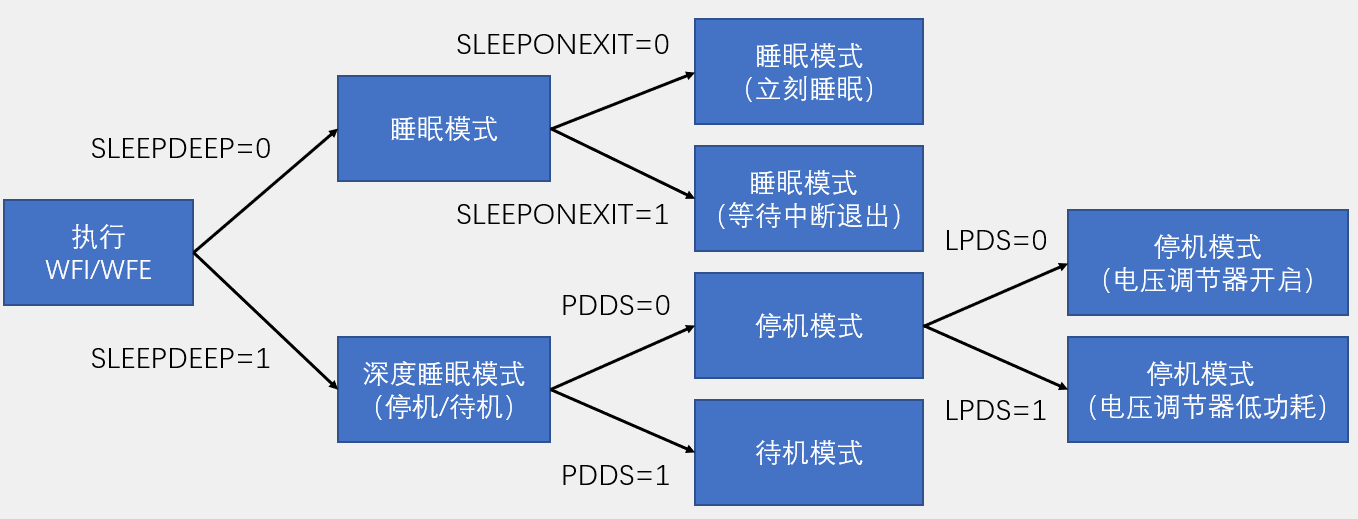 SLEEPONEXIT=0
睡眠模式
（立刻睡眠）
睡眠模式
SLEEPDEEP=0
睡眠模式
（等待中断退出）
SLEEPONEXIT=1
执行
WFI/WFE
LPDS=0
停机模式
（电压调节器开启）
PDDS=0
停机模式
SLEEPDEEP=1
深度睡眠模式
（停机/待机）
停机模式
（电压调节器低功耗）
LPDS=1
待机模式
PDDS=1